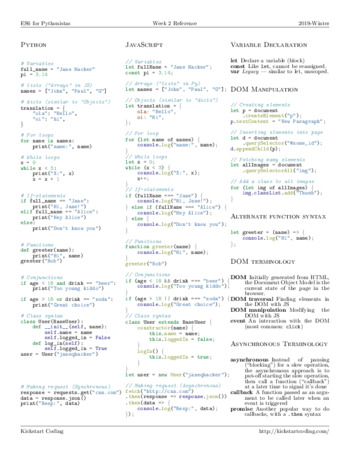 ES6 for Pythonistas
Week 2 Reference
2019-Winter
PYTHON
# Variables
full_name = "Jane Hacker"
pi = 3.14
# Lists ("Arrays" in JS)
names = ["John", "Paul", "G"]
# dicts (similar to "Objects")
translation = {
"ola": "Hello",
"oi": "hi",
}
# For loops
for name in names:
print("name:", name)
# While loops
x = 0
while x < 3:
print("X:", x)
x = x + 1
# If-statements
if full_name == "Jane":
print("Hi, Jane!")
elif full_name == "Alice":
print("Hey Alice")
else:
print("Don't know you")
# Functions
def greeter(name):
print("Hi", name)
greeter("Bob")
# Conjunctions
if age < 18 and drink == "beer":
print("Too young kiddo")
if age > 18 or drink == "soda":
print("Great choice")
# Class syntax
class User(BaseUser):
def __init__(self, name):
self.name = name
self.logged_in = False
def log_in(self):
self.logged_in = True
user = User("janeqhacker")
# Making request (Synchronous)
response = requests.get("cnn.com")
data = response.json()
print("Resp:", data)
JAVASCRIPT
// Variables
let fullName = "Jane Hacker";
const pi = 3.14;
// Arrays ("lists" in Py)
let names = ["John", "Paul", "G"];
// Objects (similar to "dicts")
let translation = {
ola: "Hello",
oi: "Hi",
};
// For loop
for (let name of names) {
console.log("name:", name);
}
// While loops
let x = 0;
while (x < 3) {
console.log("X:", x);
x++;
}
// If-statements
if (fullName === "Jane") {
console.log("Hi, Jane!");
} else if (fullName === "Alice") {
console.log("Hey Alice");
} else {
console.log("Don't know you");
}
// Functions
function greeter(name) {
console.log("Hi", name);
}
greeter("Bob");
// Conjunctions
if (age < 18 && drink === "beer") {
console.log("Too young kiddo");
}
if (age > 18 || drink === "soda") {
console.log("Great choice");
}
// Class syntax
class User extends BaseUser {
constructor(name) {
this.name = name;
this.loggedIn = false;
}
logIn() {
this.loggedIn = true;
}
}
let user = new User("janeqhacker");
// Making request (Asynchronous)
fetch("http://cnn.com")
.then(response => response.json())
.then(data => {
console.log("Resp:", data);
});
VARIABLE DECLARATION
let Declare a variable (block)
const Like let, cannot be reassigned.
var Legacy — similar to let, unscoped.
DOM MANIPULATION
// Creating elements
let p = document
.createElement("p");
p.textContent = "New Paragraph";
// Inserting elements into page
let d = document
.querySelector("#some_id");
d.appendChild(p);
// Fetching many elements
let allImages = document
.querySelectorAll("img");
// Add a class to all images
for (let img of allImages) {
img.classList.add("Thumb");
}
ALTERNATE FUNCTION SYNTAX
let greeter = (name) => {
console.log("Hi", name);
};
DOM TERMINOLOGY
DOM Initially generated from HTML,
the Document Object Model is the
current state of the page in the
browser.
DOM traversal Finding elements in
the DOM with JS
DOM manipulation Modifying the
DOM with JS
event An interaction with the DOM
(most common: click)
ASYNCHRONOUS TERMINOLOGY
asynchronous Instead of passing
("blocking") for a slow operation,
the asynchronous approach is to
put off starting the slow operation,
then call a function ("callback")
at a later time to signal it's done
callback A function passed as an argu-
ment to be called later when an
event is triggered
promise Another popular way to do
callbacks, with a .then syntax
Kickstart Coding
http://kickstartcoding.com/